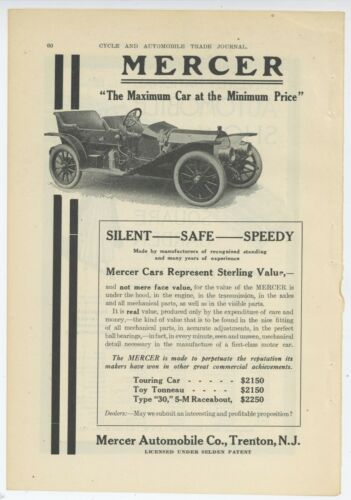 60
CYCLE AND AUTOMOBILE TRADE JOURNAL.
MERCER
"The Maximum Car at the Minimum Price"
SILENT——SAFE——SPEEDY
Made by manufacturers of recognized standing
and many years of experience
Mercer Cars Represent Sterling Value,—
and not mere face value, for the value of the MERCER is
under the hood, in the engine, in the transmission, in the axles
and all mechanical parts, as well as in the visible parts.
It is real value, produced only by the expenditure of care and
money,—the kind of value that is to be found in the nice fitting
of all mechanical parts, in accurate adjustments, in the perfect
ball bearings,—in fact, in every minute, seen and unseen, mechanical
detail necessary in the manufacture of a first-class motor car.
The MERCER is made to perpetuate the reputation its
makers have won in other great commercial achievements.
Touring Car - - - - - $2150
Toy Tonneau - - - - - $2150
Type "30," 5-M Raceabout, $2250
Dealers:—May we submit an interesting and profitable proposition?
Mercer Automobile Co., Trenton, N.J.
LICENSED UNDER SELDEN PATENT